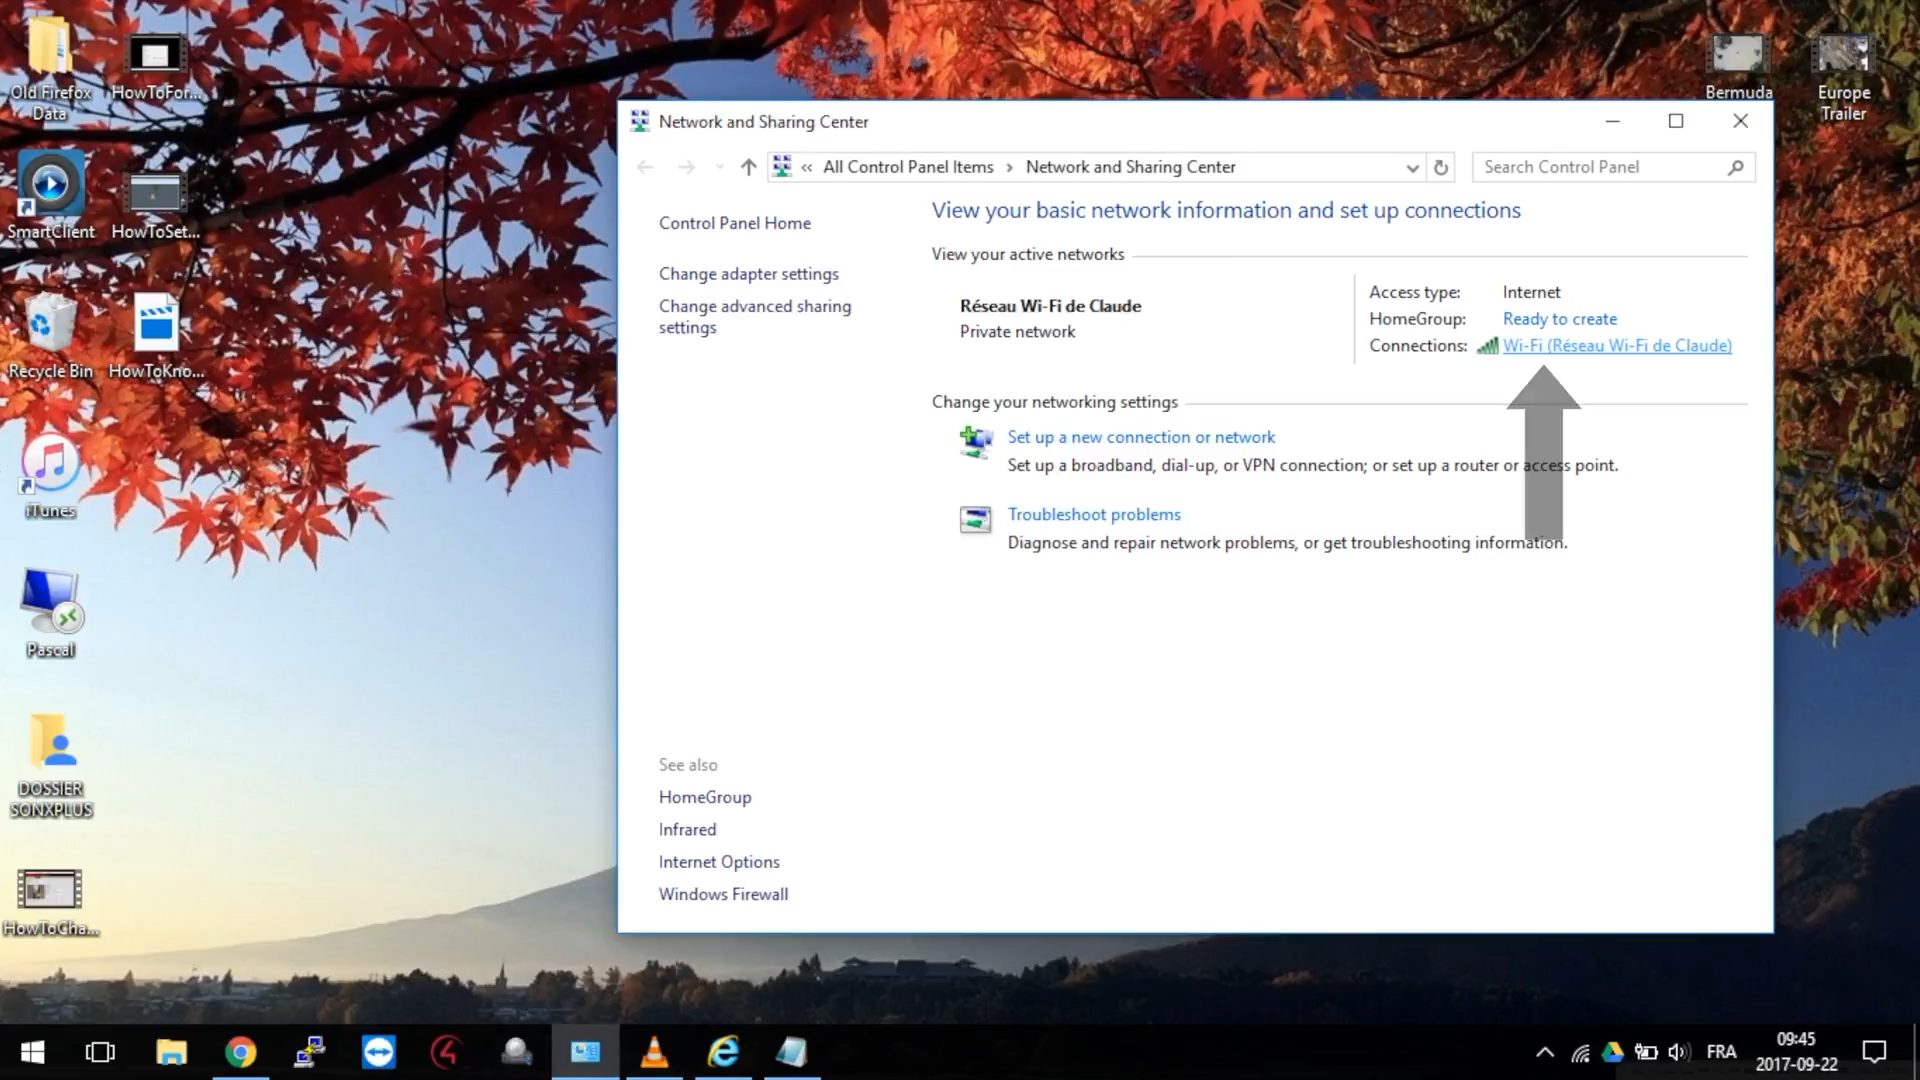 Old Firefox
Data
HowToFor...
SmartClient
HowToSet...
Recycle Bin
HowToKno...
iTunes
Pascal
DOSSIER
SONXPLUS
HowToCha...
Bermuda
Europe
Trailer
Network and Sharing Center
« All Control Panel Items › Network and Sharing Center
Search Control Panel
Control Panel Home
Change adapter settings
Change advanced sharing
settings
View your basic network information and set up connections
View your active networks
Réseau Wi-Fi de Claude
Private network
Access type: Internet
HomeGroup: Ready to create
Connections: Wi-Fi (Réseau Wi-Fi de Claude)
Change your networking settings
Set up a new connection or network
Set up a broadband, dial-up, or VPN connection; or set up a router or access point.
Troubleshoot problems
Diagnose and repair network problems, or get troubleshooting information.
See also
HomeGroup
Infrared
Internet Options
Windows Firewall
FRA
09:45
2017-09-22